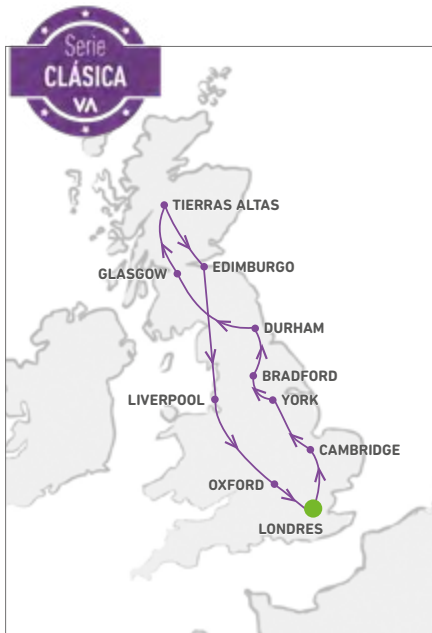 Serie
CLÁSICA
VA
TIERRAS ALTAS
EDIMBURGO
GLASGOW
DURHAM
BRADFORD
LIVERPOOL
YORK
CAMBRIDGE
OXFORD
LONDRES